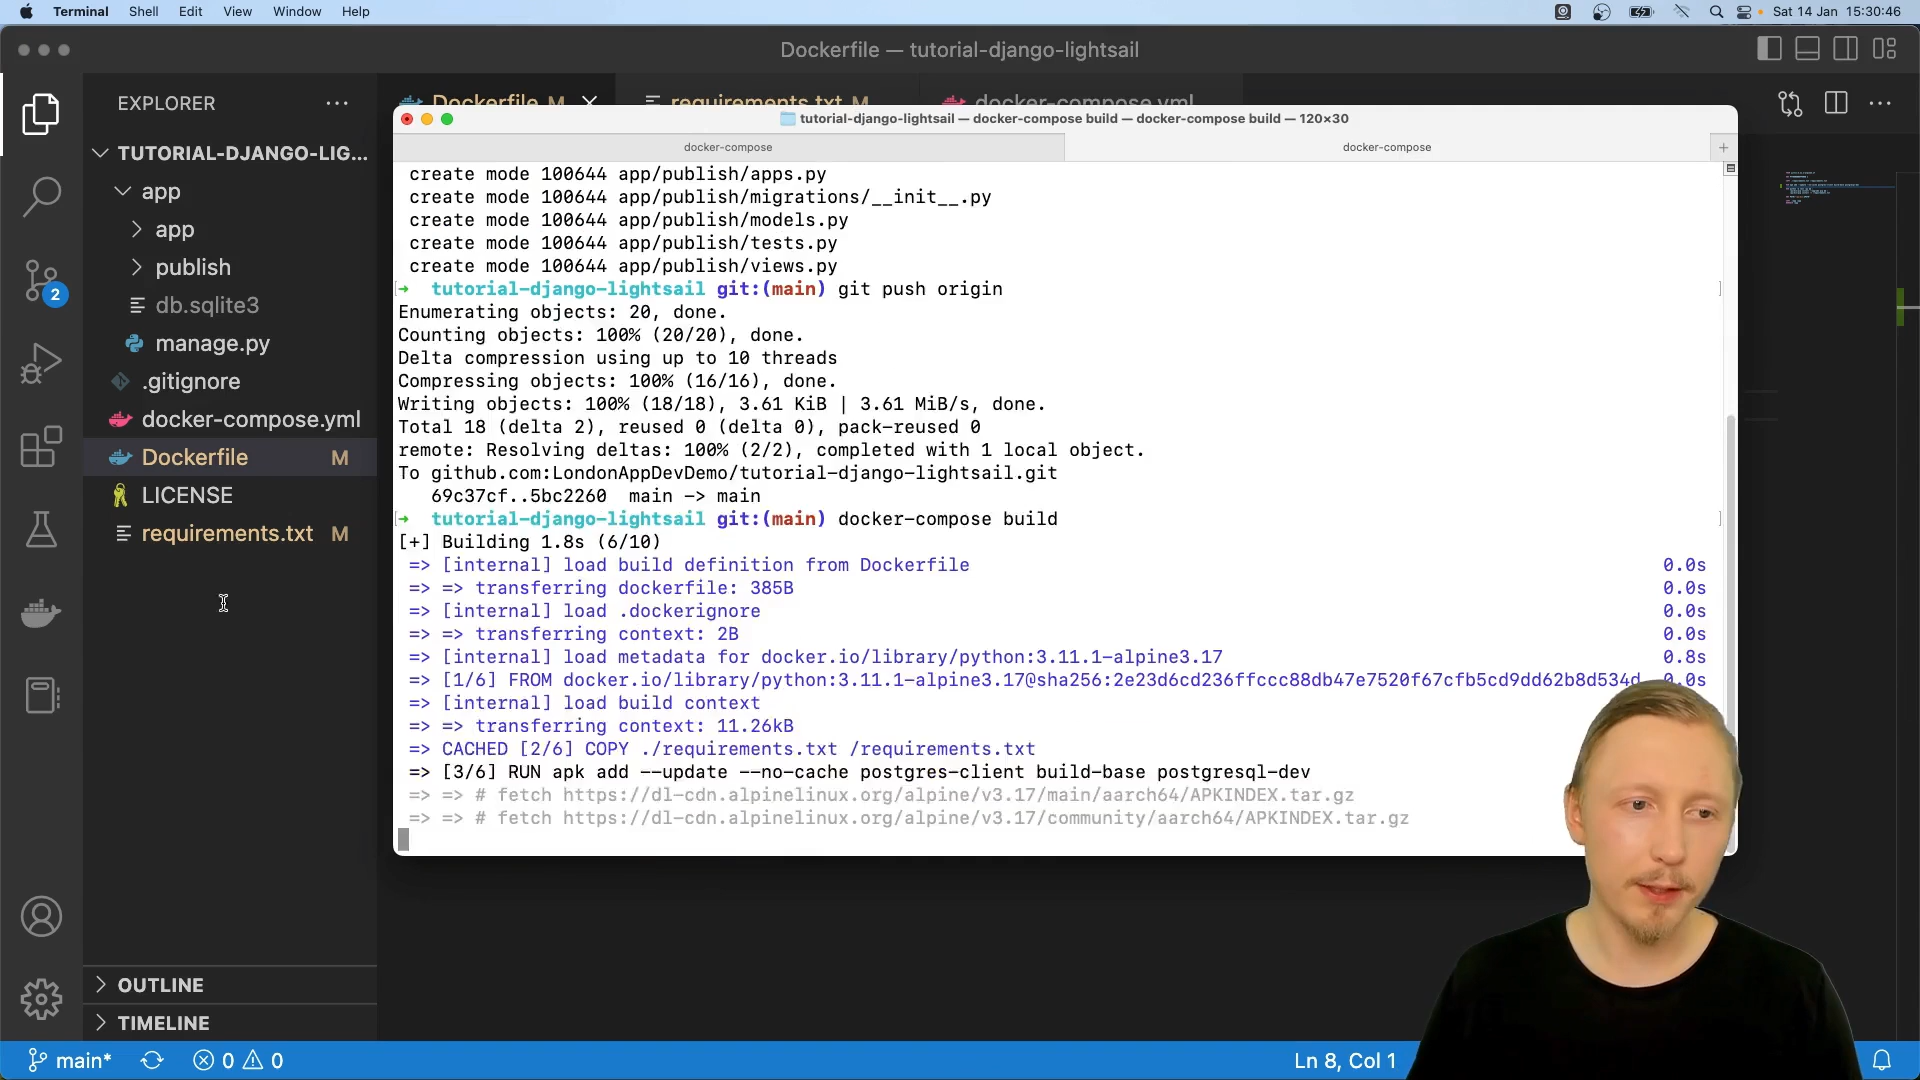 Terminal Shell Edit View Window Help Sat 14 Jan 15:30:46
Dockerfile — tutorial-django-lightsail
EXPLORER
Dockerfile M
requirements.txt M
docker-compose.yml
TUTORIAL-DJANGO-LIG...
app
app
publish
db.sqlite3
manage.py
.gitignore
docker-compose.yml
Dockerfile M
LICENSE
requirements.txt M
OUTLINE
TIMELINE
2
tutorial-django-lightsail — docker-compose build — docker-compose build — 120×30
docker-compose docker-compose
create mode 100644 app/publish/apps.py
create mode 100644 app/publish/migrations/__init__.py
create mode 100644 app/publish/models.py
create mode 100644 app/publish/tests.py
create mode 100644 app/publish/views.py
[➜ tutorial-django-lightsail git:(main) git push origin ]
Enumerating objects: 20, done.
Counting objects: 100% (20/20), done.
Delta compression using up to 10 threads
Compressing objects: 100% (16/16), done.
Writing objects: 100% (18/18), 3.61 KiB | 3.61 MiB/s, done.
Total 18 (delta 2), reused 0 (delta 0), pack-reused 0
remote: Resolving deltas: 100% (2/2), completed with 1 local object.
To github.com:LondonAppDevDemo/tutorial-django-lightsail.git
69c37cf..5bc2260 main -> main
[➜ tutorial-django-lightsail git:(main) docker-compose build ]
[+] Building 1.8s (6/10)
=> [internal] load build definition from Dockerfile 0.0s
=> => transferring dockerfile: 385B 0.0s
=> [internal] load .dockerignore 0.0s
=> => transferring context: 2B 0.0s
=> [internal] load metadata for docker.io/library/python:3.11.1-alpine3.17 0.8s
=> [1/6] FROM docker.io/library/python:3.11.1-alpine3.17@sha256:2e23d6cd236ffccc88db47e7520f67cfb5cd9dd62b8d534d 0.0s
=> [internal] load build context
=> => transferring context: 11.26kB
=> CACHED [2/6] COPY ./requirements.txt /requirements.txt
=> [3/6] RUN apk add --update --no-cache postgres-client build-base postgresql-dev
=> => # fetch https://dl-cdn.alpinelinux.org/alpine/v3.17/main/aarch64/APKINDEX.tar.gz
=> => # fetch https://dl-cdn.alpinelinux.org/alpine/v3.17/community/aarch64/APKINDEX.tar.gz
main* 0 0 Ln 8, Col 1